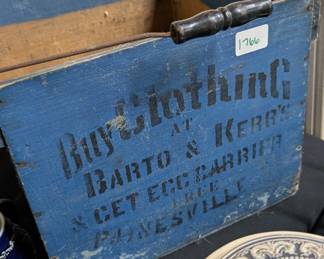 1766
Buy Clothing
AT
BARTO & KERR'S
& GET EGG CARRIER
FREE
PAINESVILLE